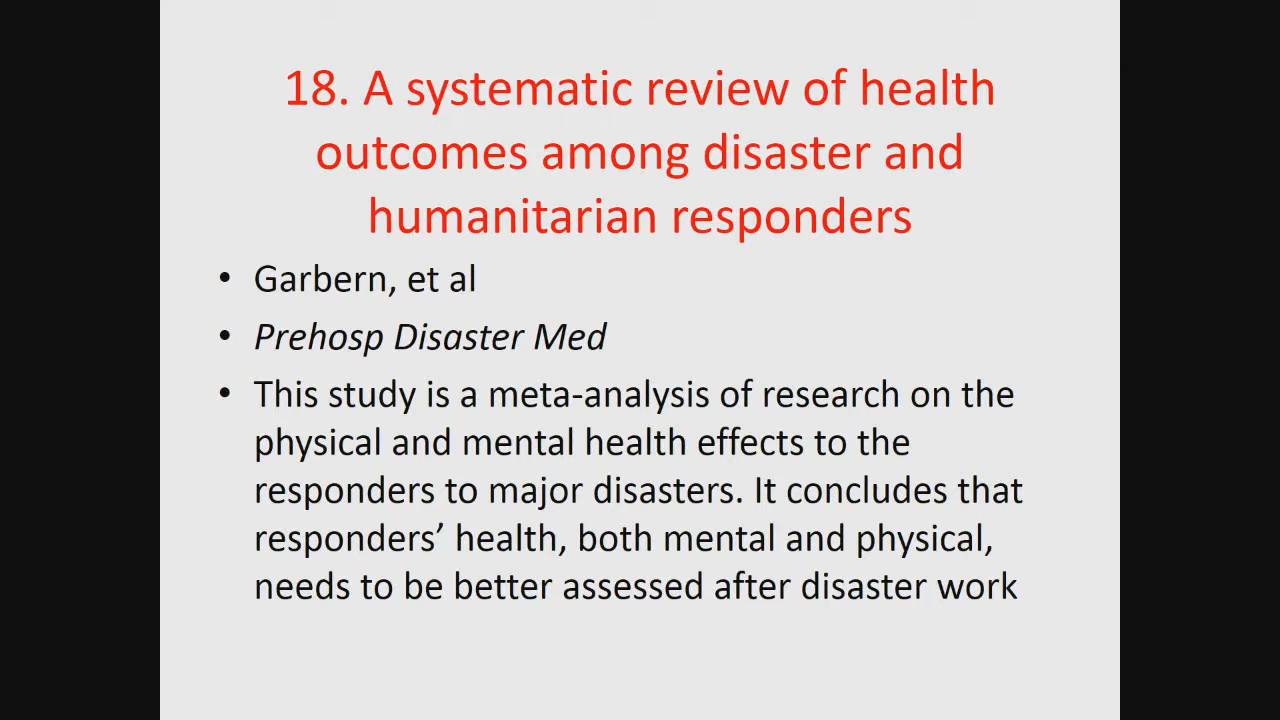 18. A systematic review of health
outcomes among disaster and
humanitarian responders
• Garbern, et al
• Prehosp Disaster Med
• This study is a meta-analysis of research on the
physical and mental health effects to the
responders to major disasters. It concludes that
responders’ health, both mental and physical,
needs to be better assessed after disaster work